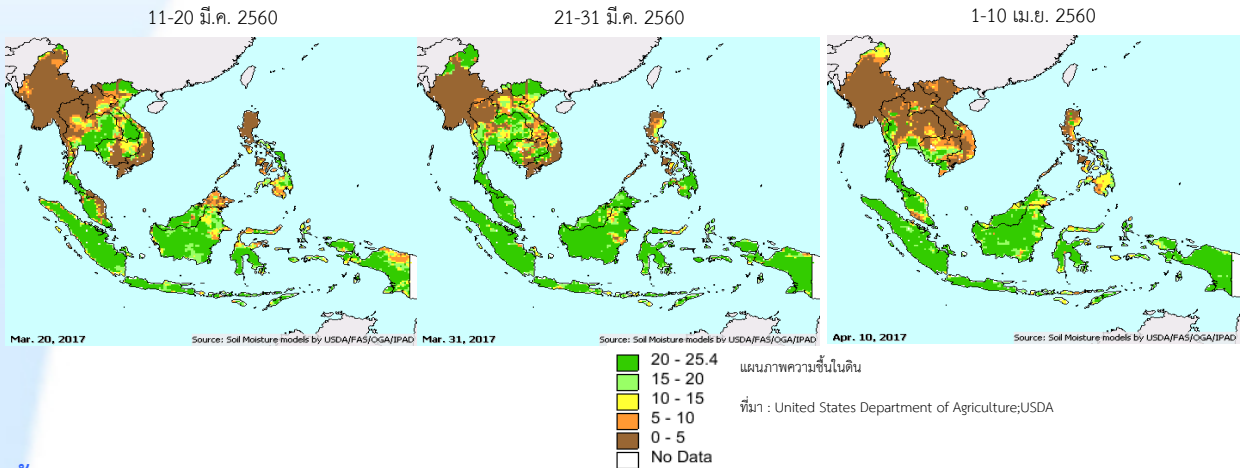 11-20 มี.ค. 2560
21-31 มี.ค. 2560
1-10 เม.ย. 2560
Mar. 20, 2017
Source: Soil Moisture models by USDA/FAS/OGA/IPAD
Mar. 31, 2017
Source: Soil Moisture models by USDA/FAS/OGA/IPAD
Apr. 10, 2017
Source: Soil Moisture models by USDA/FAS/OGA/IPAD
20 - 25.4
15 - 20
10 - 15
5 - 10
0 - 5
No Data
แผนภาพความชื้นในดิน
ที่มา : United States Department of Agriculture;USDA